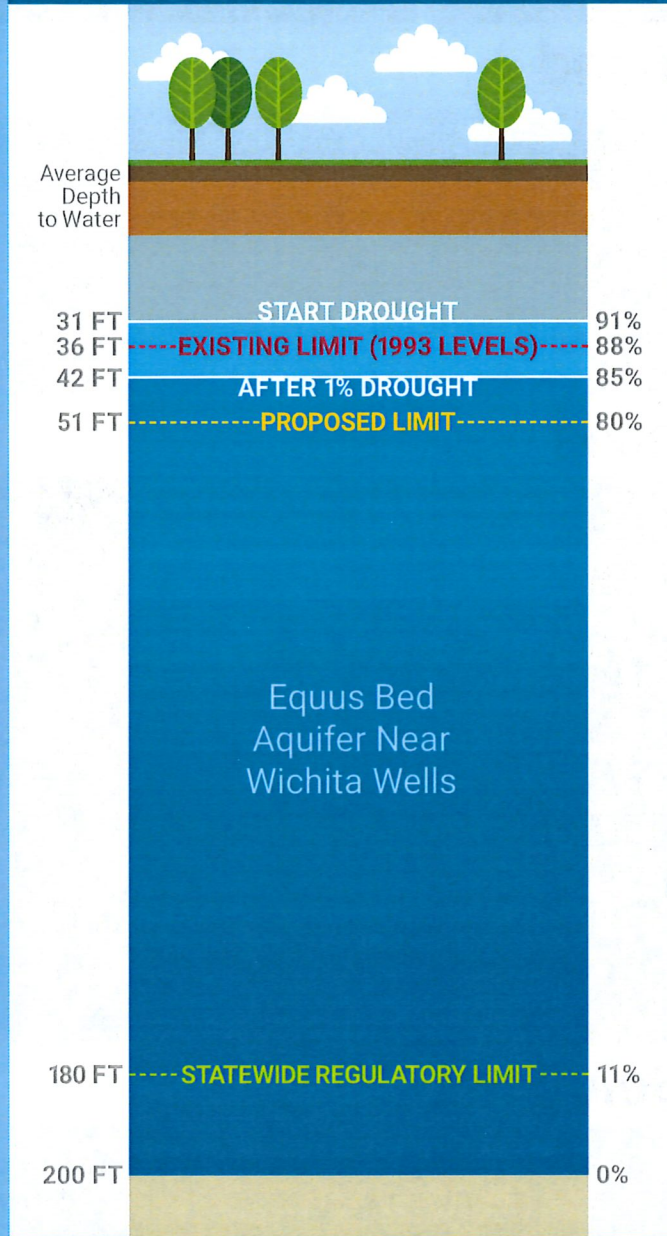 Average
Depth
to Water
31 FT START DROUGHT 91%
36 FT EXISTING LIMIT (1993 LEVELS) 88%
42 FT AFTER 1% DROUGHT 85%
51 FT PROPOSED LIMIT 80%
Equus Bed
Aquifer Near
Wichita Wells
180 FT STATEWIDE REGULATORY LIMIT 11%
200 FT 0%